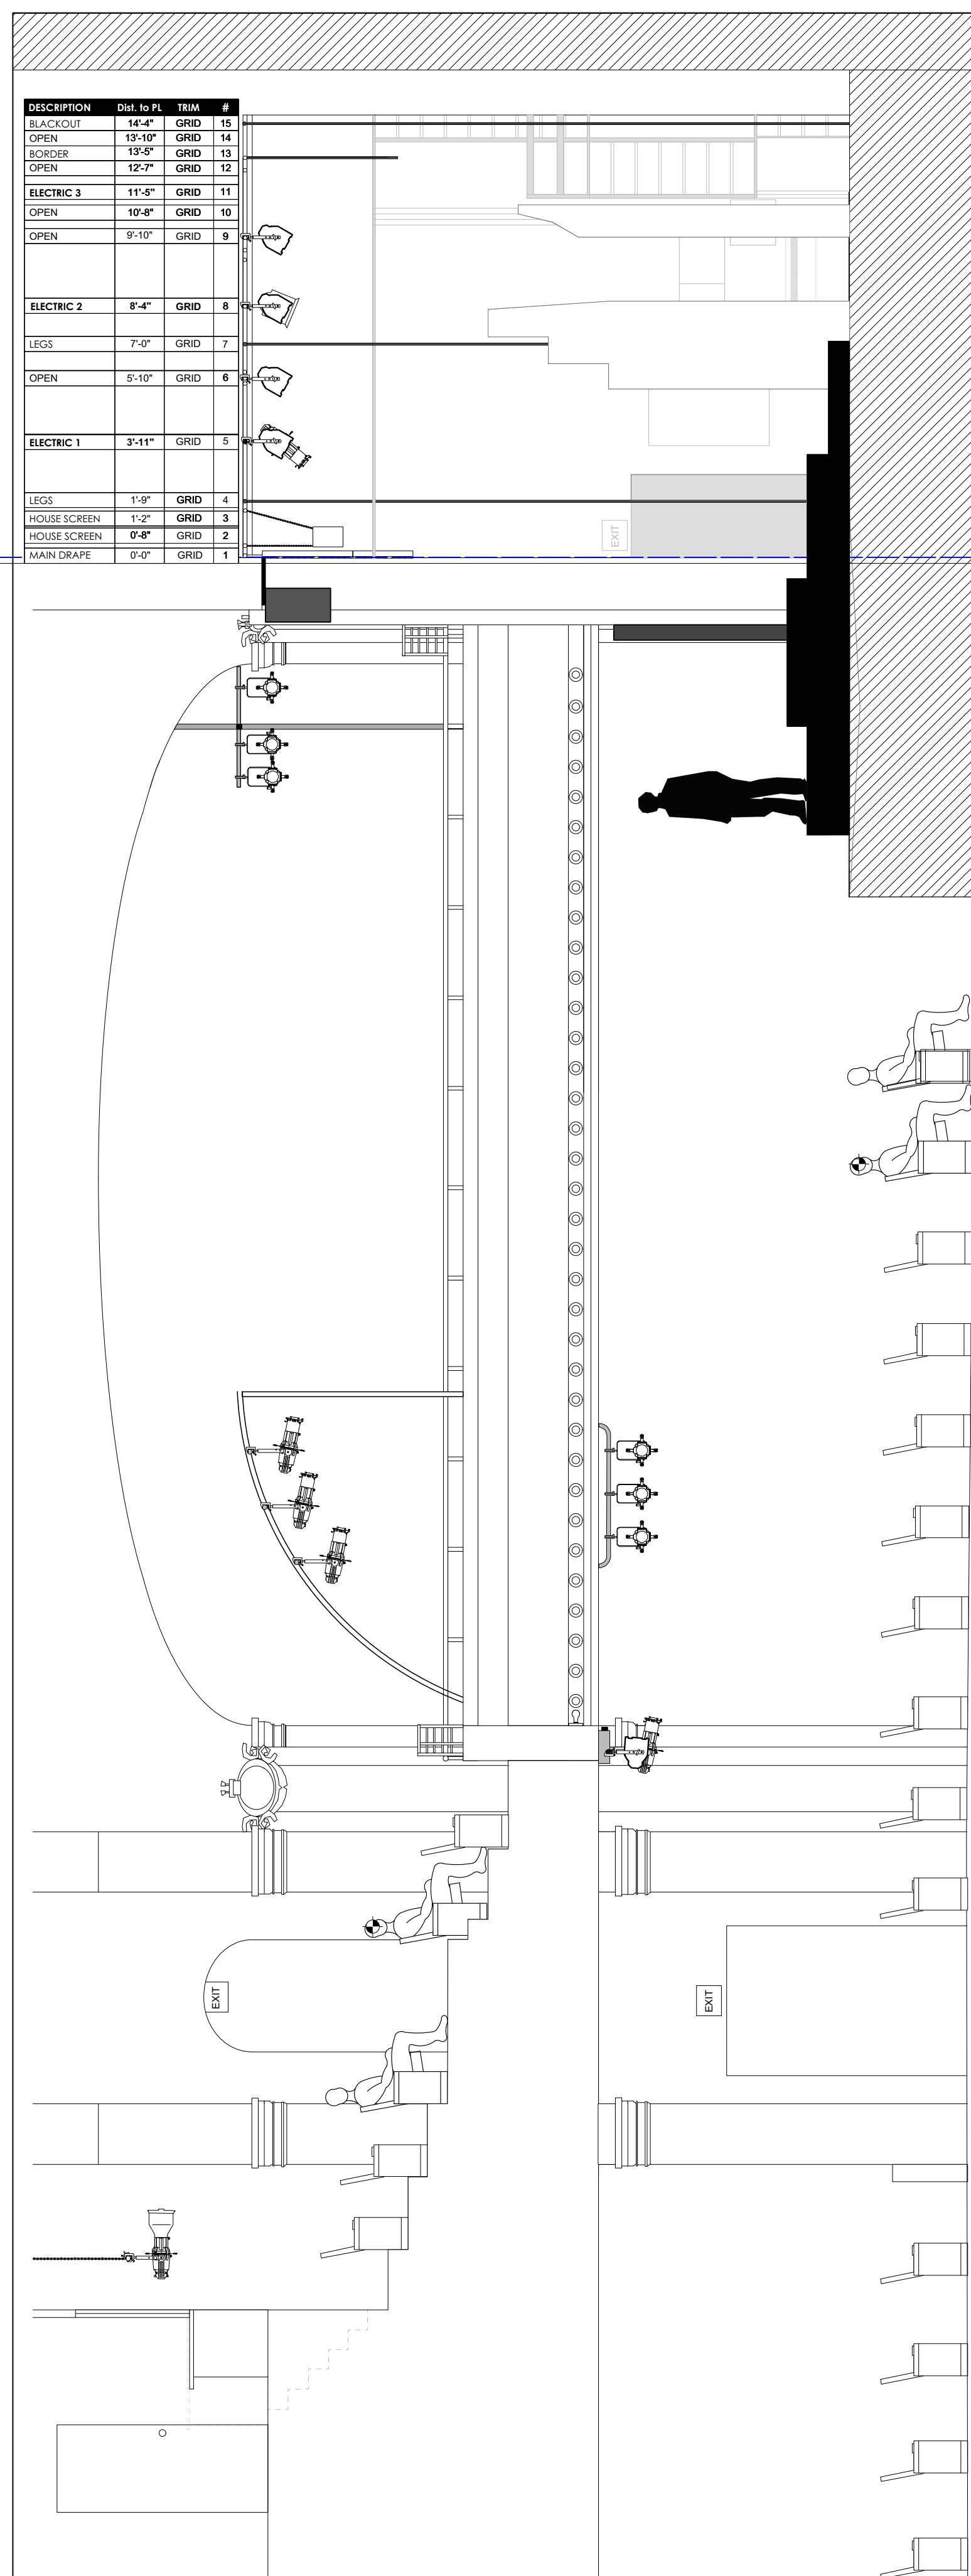 DESCRIPTION Dist. to PL TRIM #
BLACKOUT 14'-4" GRID 15
OPEN 13'-10" GRID 14
BORDER 13'-5" GRID 13
OPEN 12'-7" GRID 12
ELECTRIC 3 11'-5" GRID 11
OPEN 10'-8" GRID 10
OPEN 9'-10" GRID 9
ELECTRIC 2 8'-4" GRID 8
LEGS 7'-0" GRID 7
OPEN 5'-10" GRID 6
ELECTRIC 1 3'-11" GRID 5
LEGS 1'-9" GRID 4
HOUSE SCREEN 1'-2" GRID 3
HOUSE SCREEN 0'-8" GRID 2
MAIN DRAPE 0'-0" GRID 1
EXIT
EXIT
EXIT